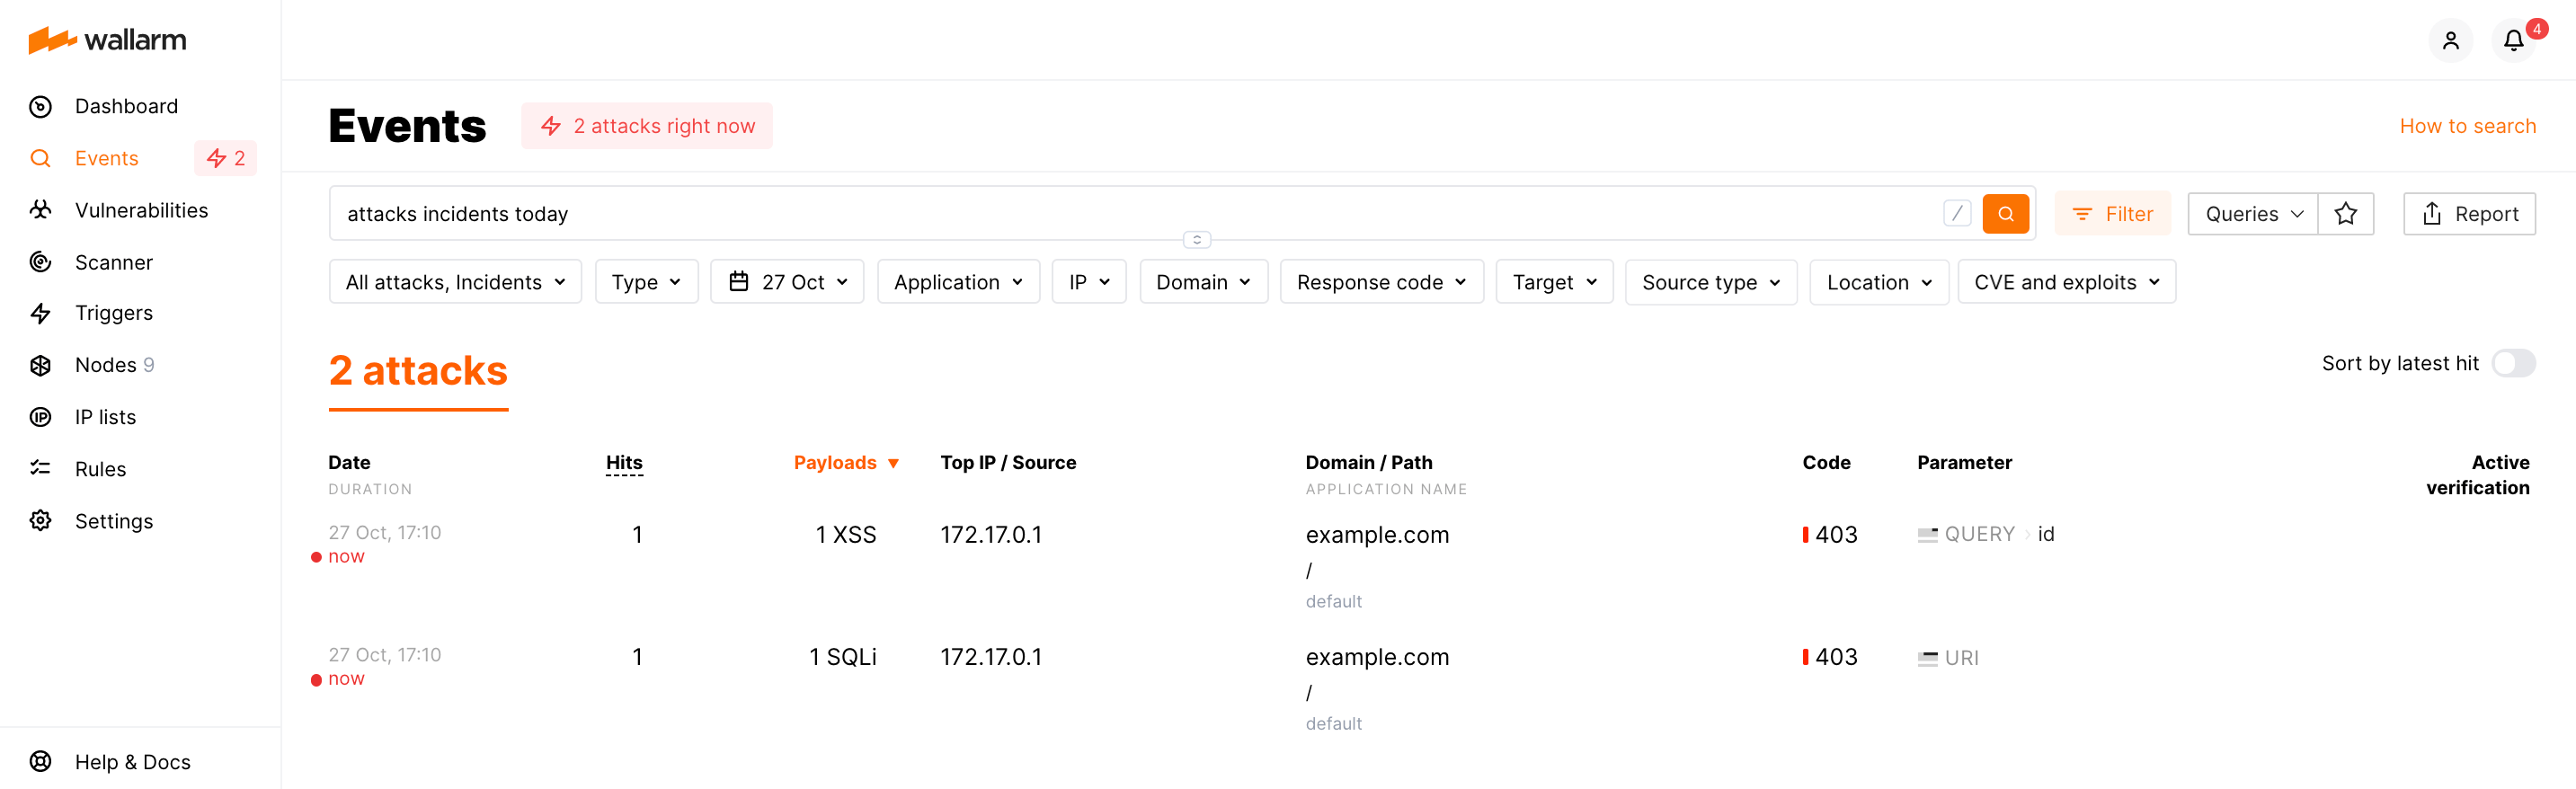 wallarm
4
Dashboard
Events 2
Vulnerabilities
Scanner
Triggers
Nodes 9
IP lists
Rules
Settings
Help & Docs
Events 2 attacks right now How to search
attacks incidents today / Filter Queries Report
All attacks, Incidents Type 27 Oct Application IP Domain Response code Target Source type Location CVE and exploits
2 attacks Sort by latest hit
Date Hits Payloads ▼ Top IP / Source Domain / Path Code Parameter Active
DURATION APPLICATION NAME verification
27 Oct, 17:10 1 1 XSS 172.17.0.1 example.com 403 QUERY › id
now
/
default
27 Oct, 17:10 1 1 SQLi 172.17.0.1 example.com 403 URI
now
/
default